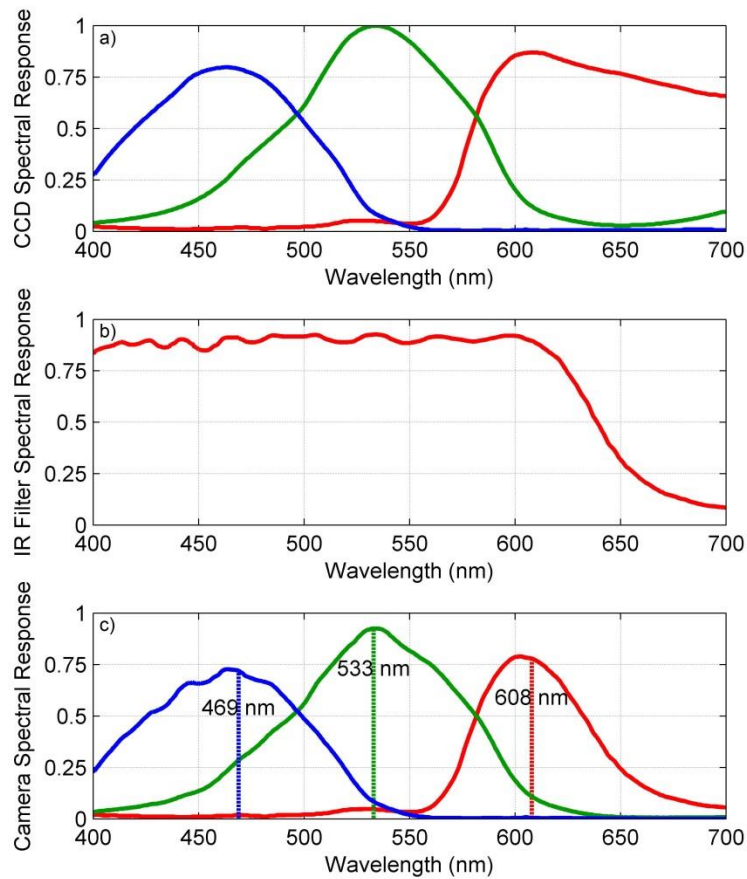 a)
CCD Spectral Response
1
0.75
0.5
0.25
0
400 450 500 550 600 650 700
Wavelength (nm)
b)
IR Filter Spectral Response
1
0.75
0.5
0.25
0
400 450 500 550 600 650 700
Wavelength (nm)
c)
Camera Spectral Response
1
0.75
0.5
0.25
0
533 nm
469 nm
608 nm
400 450 500 550 600 650 700
Wavelength (nm)